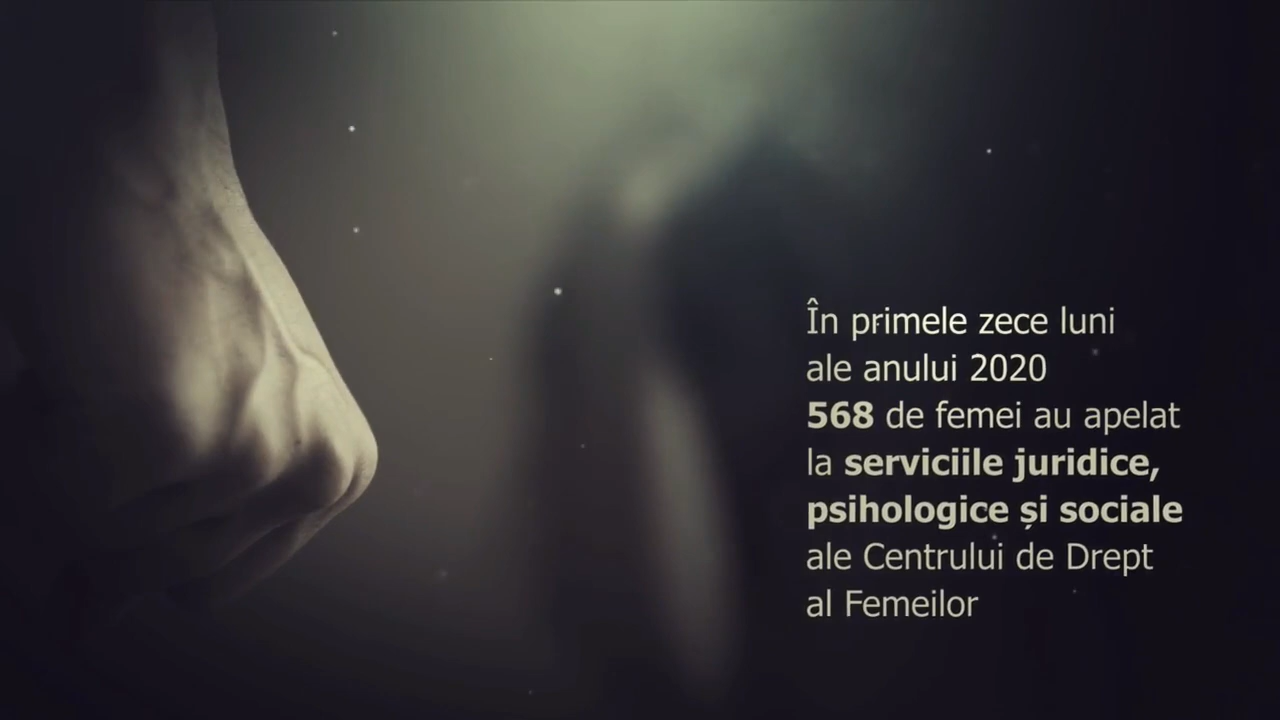 În primele zece luni
ale anului 2020
568 de femei au apelat
la serviciile juridice,
psihologice și sociale
ale Centrului de Drept
al Femeilor